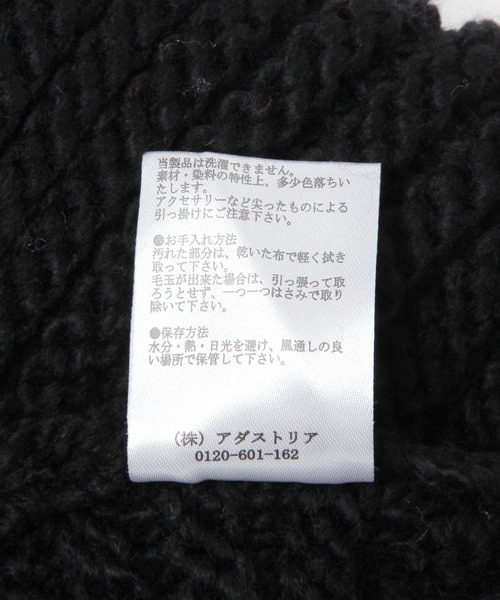 当製品は洗濯できません。
素材・染料の特性上、多少色落ちい
たします。
アクセサリーなど尖ったものによる
引っ掛けにご注意下さい。
●お手入れ方法
汚れた部分は、乾いた布で軽く拭き
取って下さい。
毛玉が出来た場合は、引っ張って取
ろうとせず、一つ一つはさみで取り
除いて下さい。
●保存方法
水分・熱・日光を避け、風通しの良
い場所で保管して下さい。
（株）アダストリア
0120-601-162